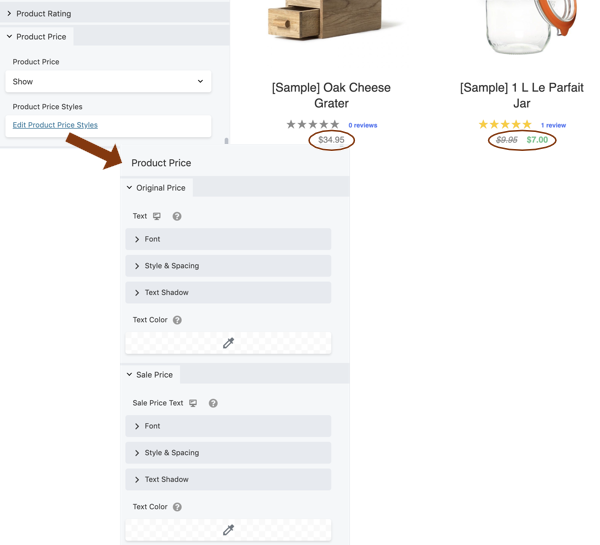 Product Rating
Product Price
Product Price
Show
Product Price Styles
Edit Product Price Styles
[Sample] Oak Cheese
Grater
0 reviews
$34.95
[Sample] 1 L Le Parfait
Jar
1 review
$9.95 $7.00
Product Price
Original Price
Text
Font
Style & Spacing
Text Shadow
Text Color
Sale Price
Sale Price Text
Font
Style & Spacing
Text Shadow
Text Color